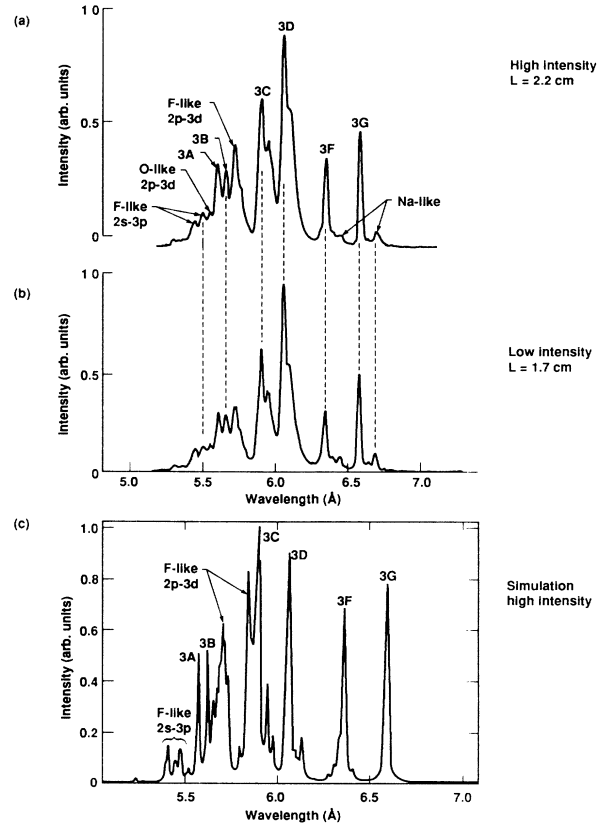 (a)
1 0
0.5
0
Intensity (arb. units)
3D
3C
F-like
2p-3d
3B
3A
O-like
2p-3d
F-like
2s-3p
3F
3G
Na-like
High intensity
L = 2.2 cm
(b)
1 0
0.5
0
Intensity (arb. units)
Low intensity
L = 1.7 cm
5.0 5.5 6.0 6.5 7.0
Wavelength (Å)
(c)
1.0
0.8
0.6
0.4
0.2
0
Intensity (arb. units)
3C
3D
F-like
2p-3d
3G
3F
3B
3A
F-like
2s-3p
Simulation
high intensity
5.5 6.0 6.5 7.0
Wavelength (Å)